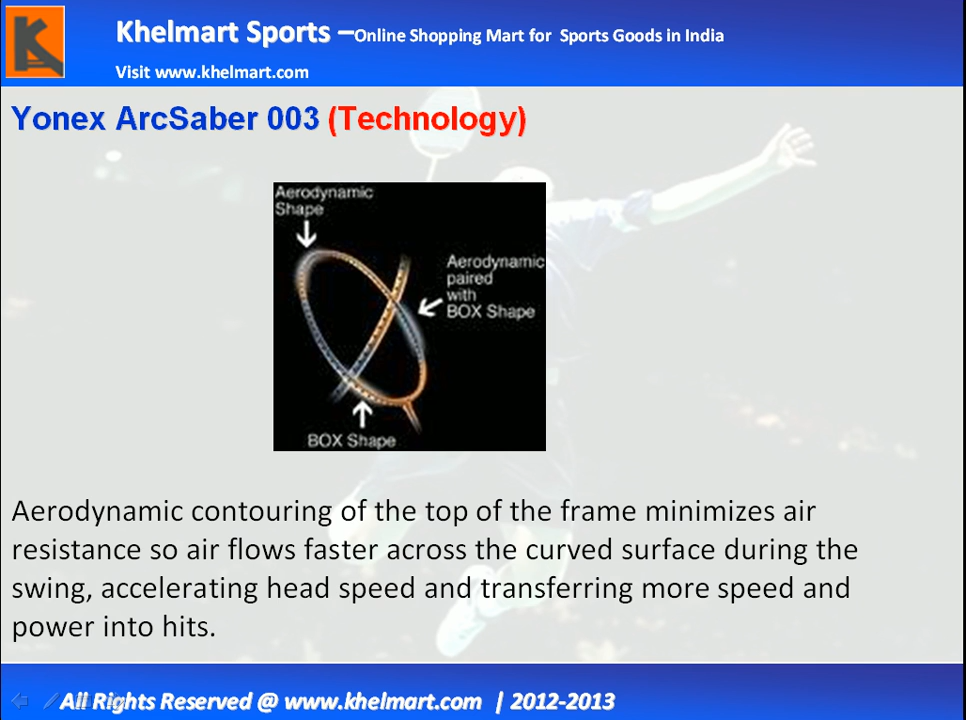 Khelmart Sports –Online Shopping Mart for Sports Goods in India
Visit www.khelmart.com
Yonex ArcSaber 003 (Technology)
Aerodynamic
Shape
Aerodynamic
paired
with
BOX Shape
BOX Shape
Aerodynamic contouring of the top of the frame minimizes air
resistance so air flows faster across the curved surface during the
swing, accelerating head speed and transferring more speed and
power into hits.
All Rights Reserved @ www.khelmart.com | 2012-2013